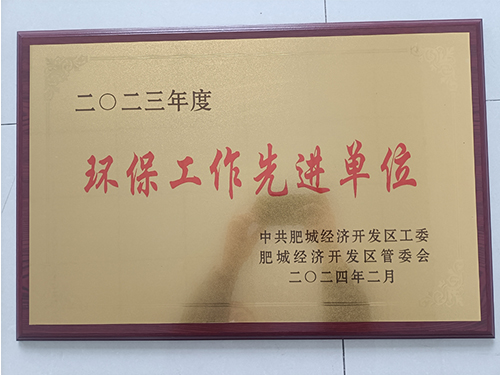 二〇二三年度
环保工作先进单位
中共肥城经济开发区工委
肥城经济开发区管委会
二〇二四年二月